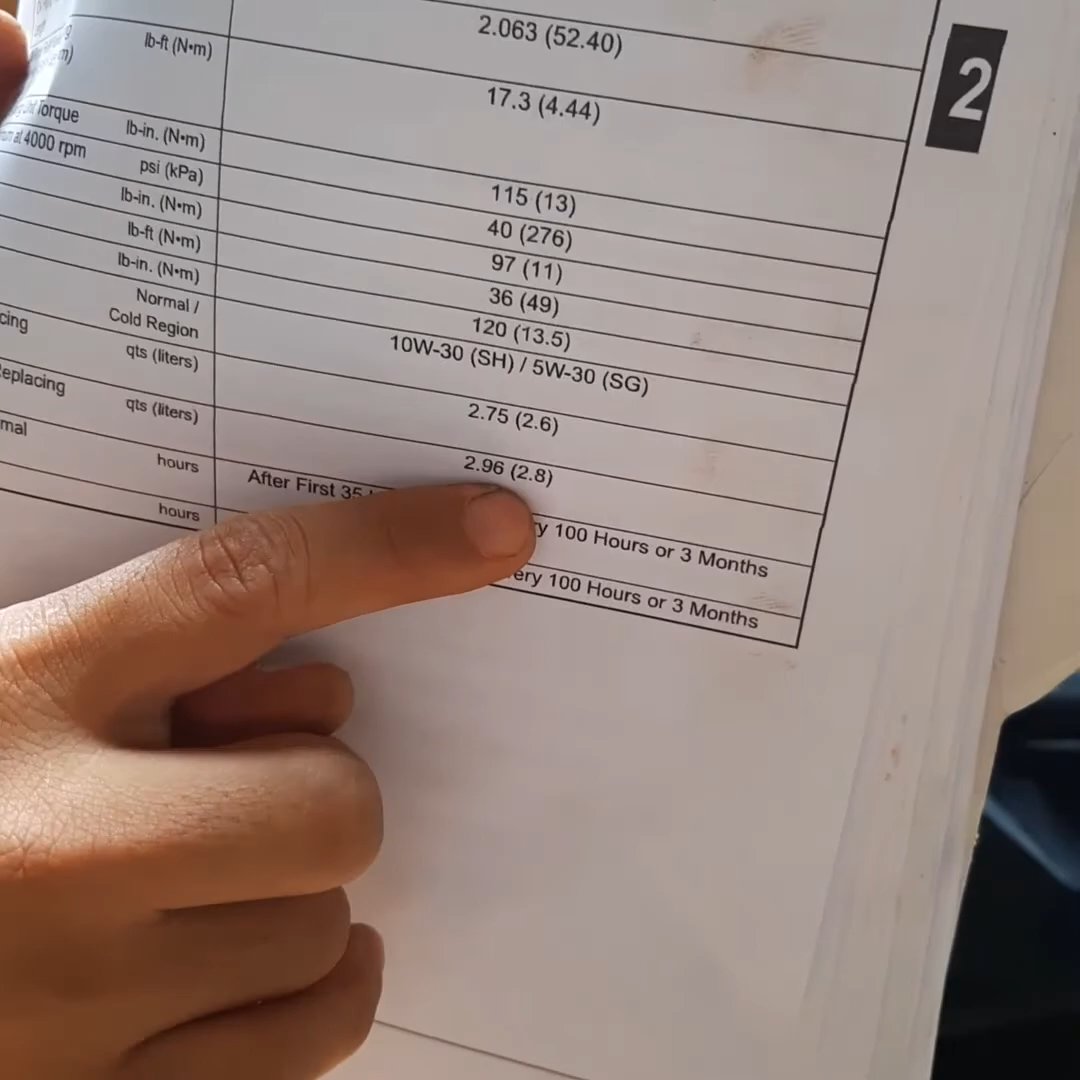 2.063 (52.40)
2
lb-ft (N•m)
17.3 (4.44)
Torque
lb-in. (N•m)
115 (13)
at 4000 rpm
psi (kPa)
40 (276)
lb-in. (N•m)
97 (11)
lb-ft (N•m)
36 (49)
lb-in. (N•m)
120 (13.5)
Normal /
Cold Region
10W-30 (SH) / 5W-30 (SG)
qts (liters)
2.75 (2.6)
qts (liters)
2.96 (2.8)
hours
After First 35 100 Hours or 3 Months
hours
100 Hours or 3 Months